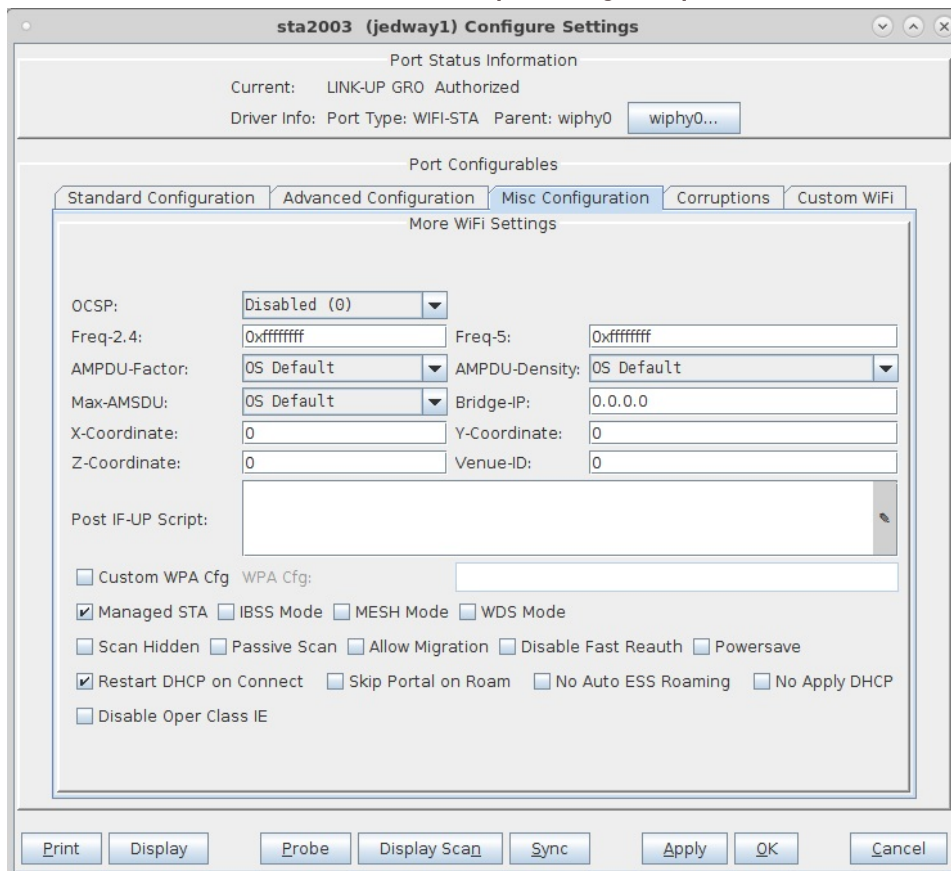 sta2003 (jedway1) Configure Settings
Port Status Information
Current: LINK-UP GRO Authorized
Driver Info: Port Type: WIFI-STA Parent: wiphy0 wiphy0...
Port Configurables
Standard Configuration Advanced Configuration Misc Configuration Corruptions Custom WiFi
More WiFi Settings
OCSP: Disabled (0)
Freq-2.4: 0xffffffff Freq-5: 0xffffffff
AMPDU-Factor: OS Default AMPDU-Density: OS Default
Max-AMSDU: OS Default Bridge-IP: 0.0.0.0
X-Coordinate: 0 Y-Coordinate: 0
Z-Coordinate: 0 Venue-ID: 0
Post IF-UP Script:
Custom WPA Cfg WPA Cfg:
Managed STA IBSS Mode MESH Mode WDS Mode
Scan Hidden Passive Scan Allow Migration Disable Fast Reauth Powersave
Restart DHCP on Connect Skip Portal on Roam No Auto ESS Roaming No Apply DHCP
Disable Oper Class IE
Print Display Probe Display Scan Sync Apply OK Cancel